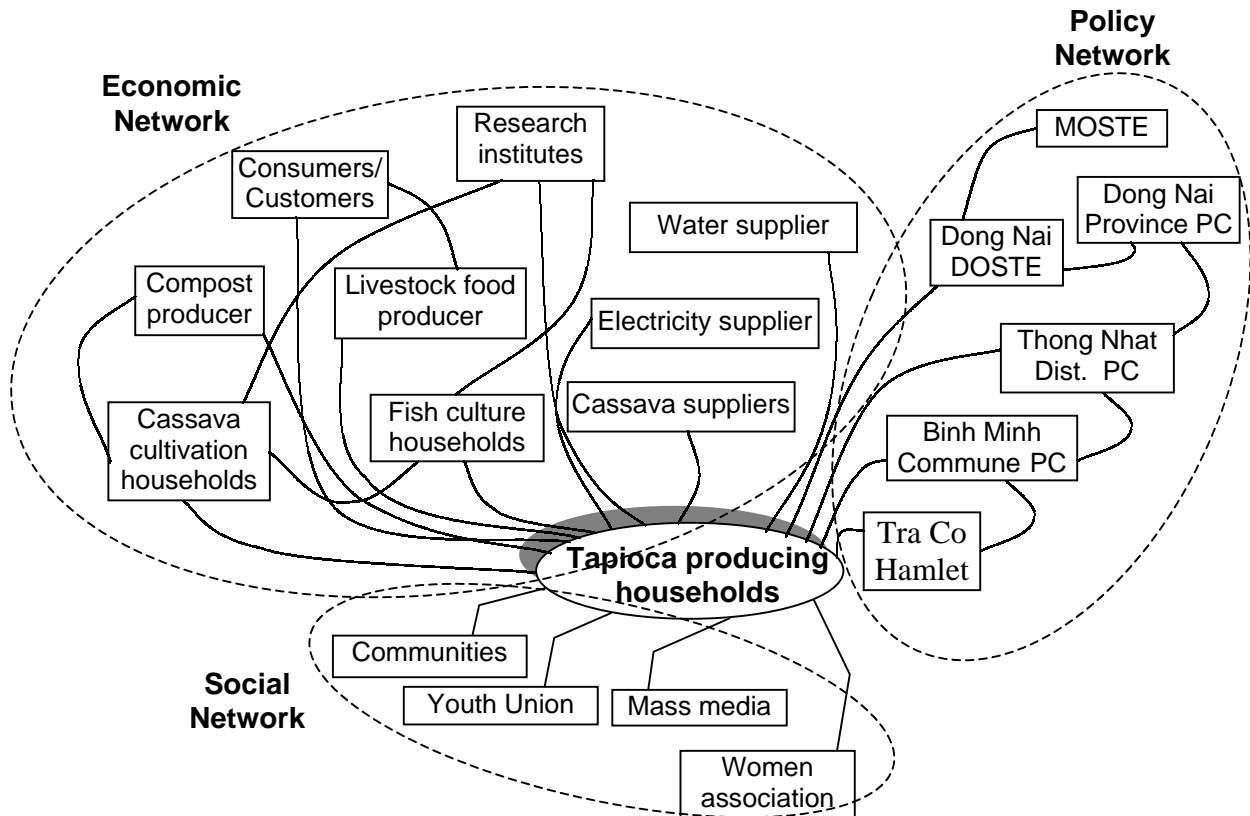 Policy
Network
Economic
Network
Research
institutes
MOSTE
Consumers/
Customers
Dong Nai
Province PC
Water supplier
Dong Nai
DOSTE
Compost
producer
Livestock food
producer
Electricity supplier
Thong Nhat
Dist. PC
Cassava
cultivation
households
Fish culture
households
Cassava suppliers
Binh Minh
Commune PC
Tra Co
Hamlet
Tapioca producing
households
Communities
Social
Network
Youth Union
Mass media
Women
association